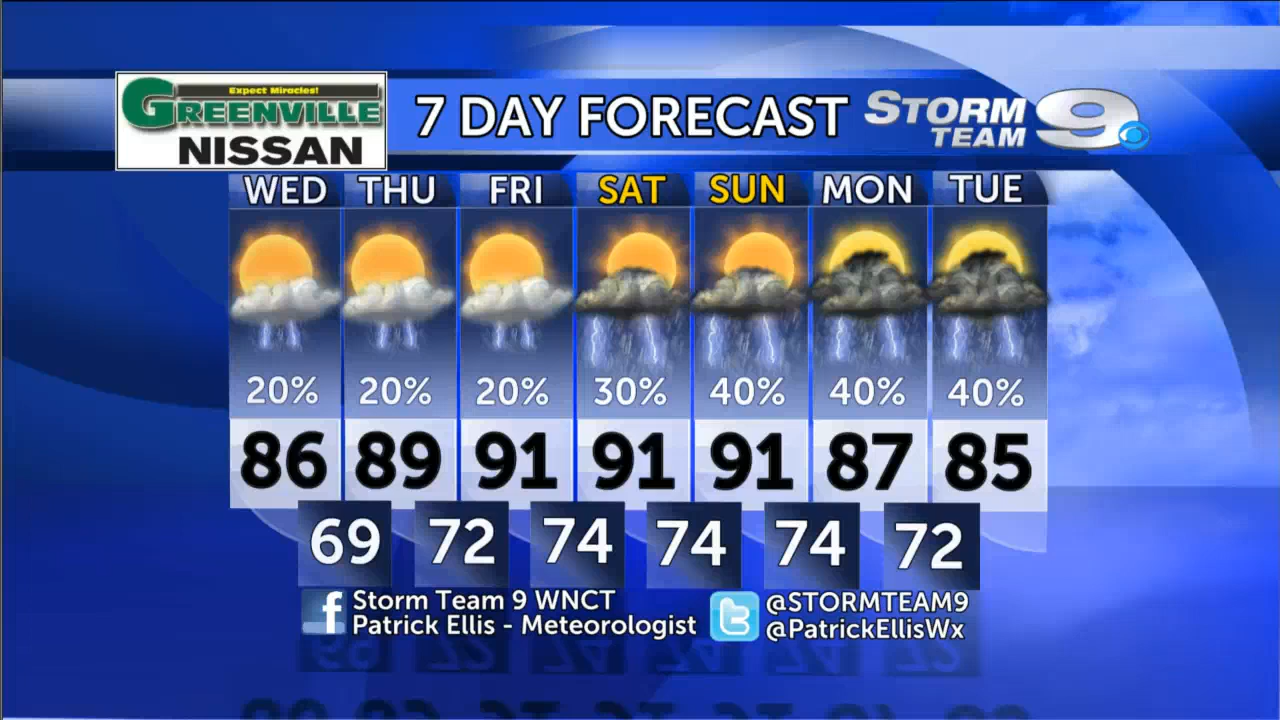 Expect Miracles!
GREENVILLE
NISSAN
7 DAY FORECAST
STORM
TEAM
9
WED THU FRI SAT SUN MON TUE
20% 20% 20% 30% 40% 40% 40%
86 89 91 91 91 87 85
69 72 74 74 74 72
f Storm Team 9 WNCT
Patrick Ellis - Meteorologist
t @STORMTEAM9
@PatrickEllisWx